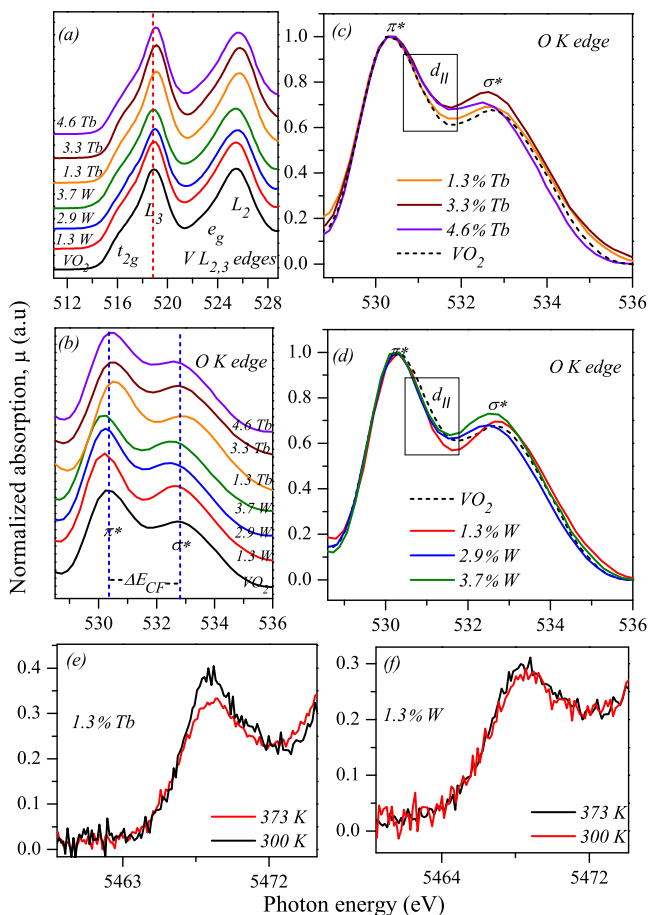 Normalized absorption, μ (a.u)
(a)
4.6 Tb
3.3 Tb
1.3 Tb
3.7 W
2.9 W
1.3 W
VO2
t2g
L3
eg
L2
V L2,3 edges
511 514 517 520 523 526
(b)
O K edge
4.6 Tb
3.3 Tb
1.3 Tb
3.7 W
2.9 W
1.3 W
VO2
π*
σ*
ΔECF
530 532 534 536
(c)
π*
O K edge
dII
σ*
1.3% Tb
3.3% Tb
4.6% Tb
VO2
1.0
0.8
0.6
0.4
0.2
0.0
530 532 534 536
(d)
π*
O K edge
dII
σ*
VO2
1.3% W
2.9% W
3.7% W
1.0
0.8
0.6
0.4
0.2
0.0
530 532 534 536
(e)
1.3% Tb
373 K
300 K
0.4
0.3
0.2
0.1
0.0
5463 5472
(f)
1.3% W
373 K
300 K
0.3
0.2
0.1
0.0
5464 5472
Photon energy (eV)